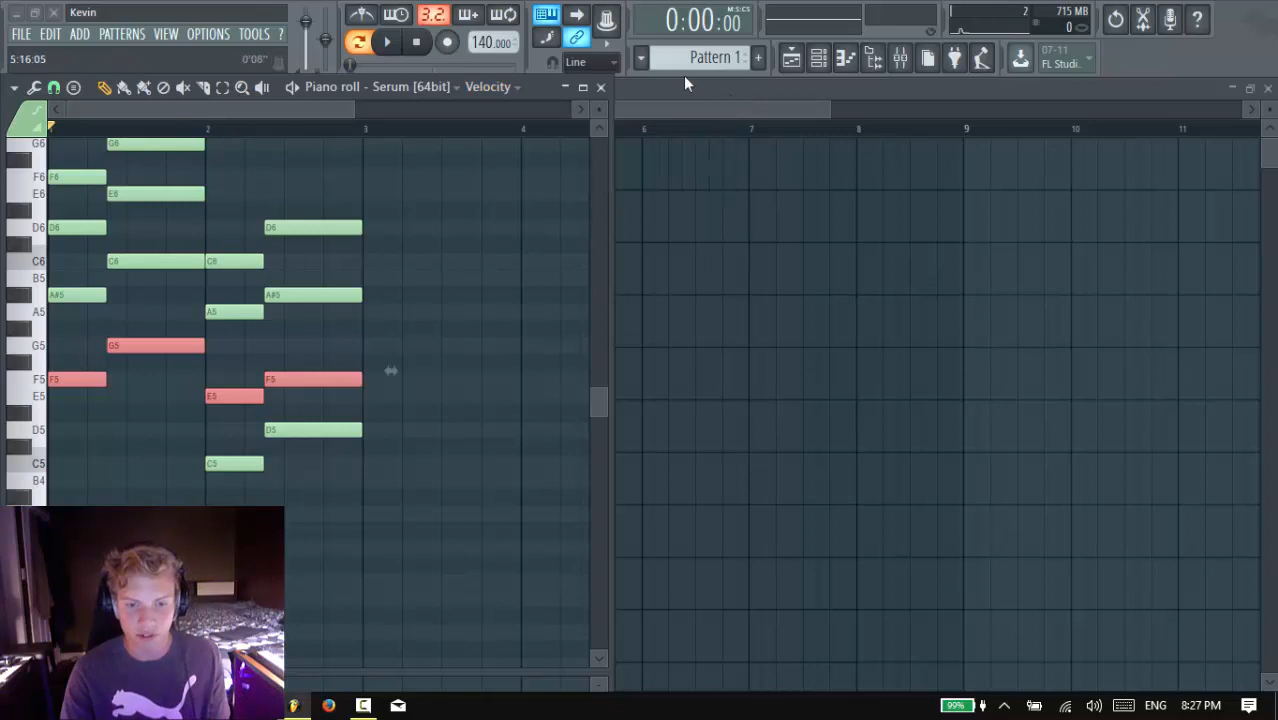 Kevin
FILE EDIT ADD PATTERNS VIEW OPTIONS TOOLS ?
5:16:05 0'08"
3.2.
140.000
Line
0:00:00
M:S:CS
Pattern 1
2 715 MB
0
07-11
FL Studi..
Piano roll - Serum [64bit] Velocity
2 3 4
6 7 8 9 10 11
G6 G6
F6 F6
E6 E6
D6 D6 D6
C6 C6 C6
B5
A#5 A#5
A5 A5
G5 G5
F5 F5 F5
E5 E5
D5 D5
C5 C5
B4
99% ENG 8:27 PM